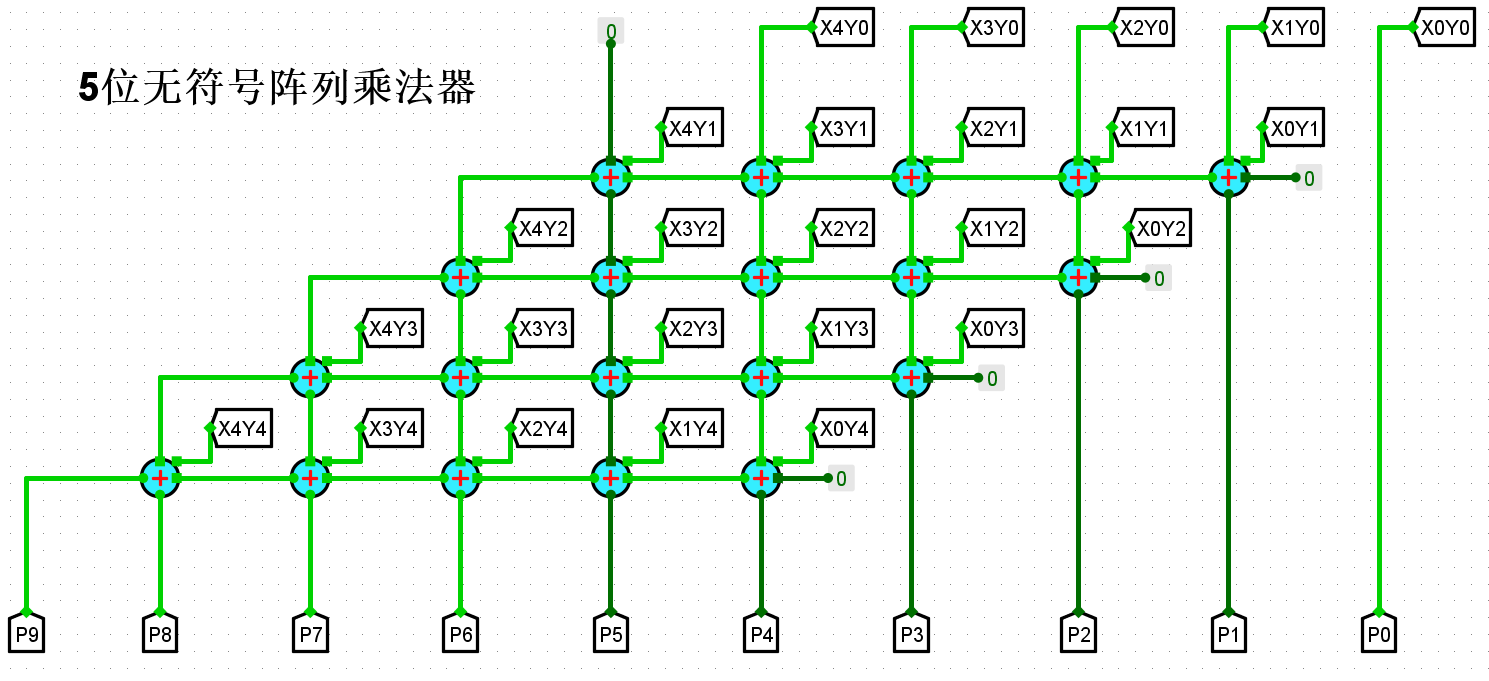 0 X4Y0 X3Y0 X2Y0 X1Y0 X0Y0
5位无符号阵列乘法器
X4Y1 X3Y1 X2Y1 X1Y1 X0Y1
0
X4Y2 X3Y2 X2Y2 X1Y2 X0Y2
0
X4Y3 X3Y3 X2Y3 X1Y3 X0Y3
0
X4Y4 X3Y4 X2Y4 X1Y4 X0Y4
0
P9 P8 P7 P6 P5 P4 P3 P2 P1 P0